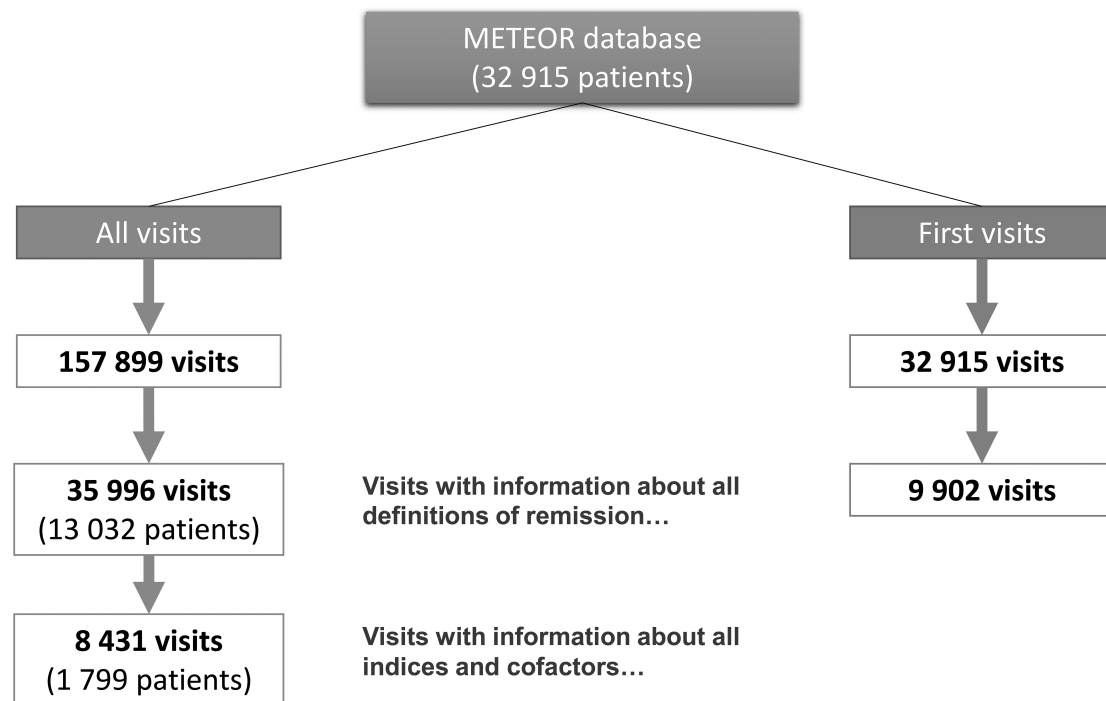 METEOR database
(32 915 patients)
All visits
First visits
157 899 visits
32 915 visits
35 996 visits
(13 032 patients)
Visits with information about all
definitions of remission…
9 902 visits
8 431 visits
(1 799 patients)
Visits with information about all
indices and cofactors…